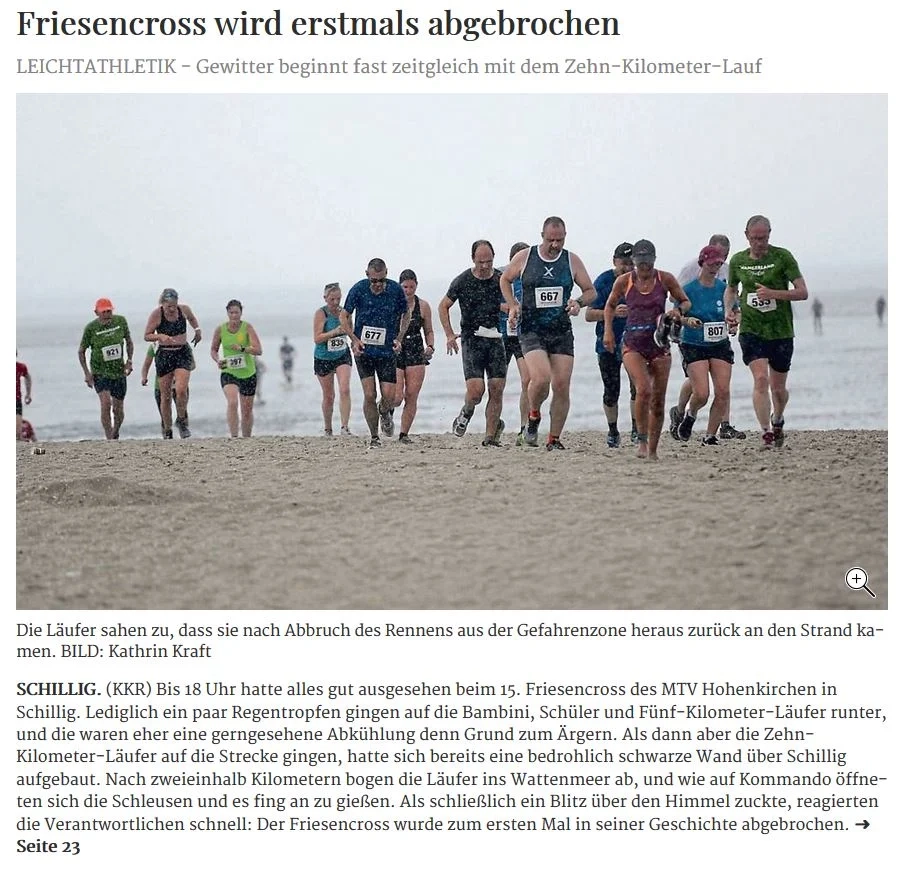 Friesencross wird erstmals abgebrochen
LEICHTATHLETIK – Gewitter beginnt fast zeitgleich mit dem Zehn-Kilometer-Lauf
921
397
835
677
667
807
WANGERLAND
533
Die Läufer sahen zu, dass sie nach Abbruch des Rennens aus der Gefahrenzone heraus zurück an den Strand ka-
men. BILD: Kathrin Kraft
SCHILLIG. (KKR) Bis 18 Uhr hatte alles gut ausgesehen beim 15. Friesencross des MTV Hohenkirchen in
Schillig. Lediglich ein paar Regentropfen gingen auf die Bambini, Schüler und Fünf-Kilometer-Läufer runter,
und die waren eher eine gerngesehene Abkühlung denn Grund zum Ärgern. Als dann aber die Zehn-
Kilometer-Läufer auf die Strecke gingen, hatte sich bereits eine bedrohlich schwarze Wand über Schillig
aufgebaut. Nach zweieinhalb Kilometern bogen die Läufer ins Wattenmeer ab, und wie auf Kommando öffne-
ten sich die Schleusen und es fing an zu gießen. Als schließlich ein Blitz über den Himmel zuckte, reagierten
die Verantwortlichen schnell: Der Friesencross wurde zum ersten Mal in seiner Geschichte abgebrochen. ➔
Seite 23